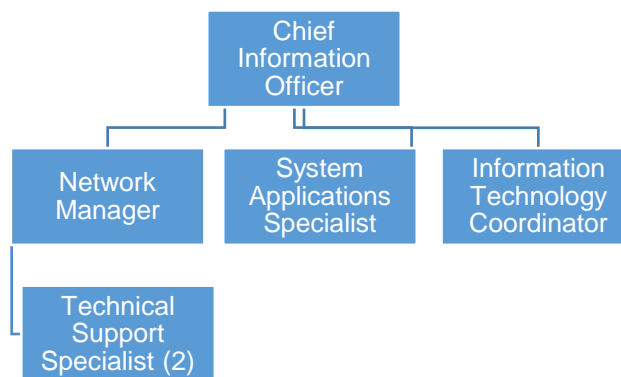 Chief
Information
Officer
Network
Manager
System
Applications
Specialist
Information
Technology
Coordinator
Technical
Support
Specialist (2)